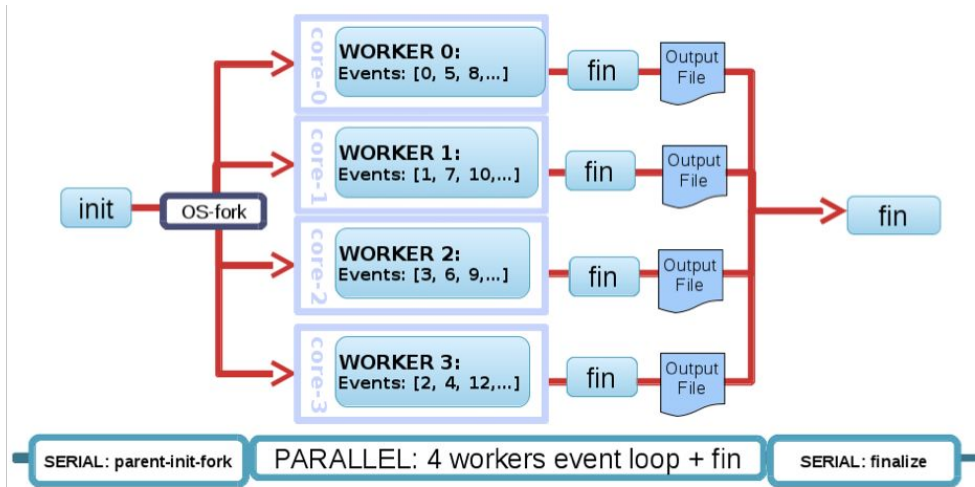 init
OS-fork
core-0
WORKER 0:
Events: [0, 5, 8,...]
fin
Output
File
core-1
WORKER 1:
Events: [1, 7, 10,...]
fin
Output
File
core-2
WORKER 2:
Events: [3, 6, 9,...]
fin
Output
File
core-3
WORKER 3:
Events: [2, 4, 12,...]
fin
Output
File
fin
SERIAL: parent-init-fork
PARALLEL: 4 workers event loop + fin
SERIAL: finalize